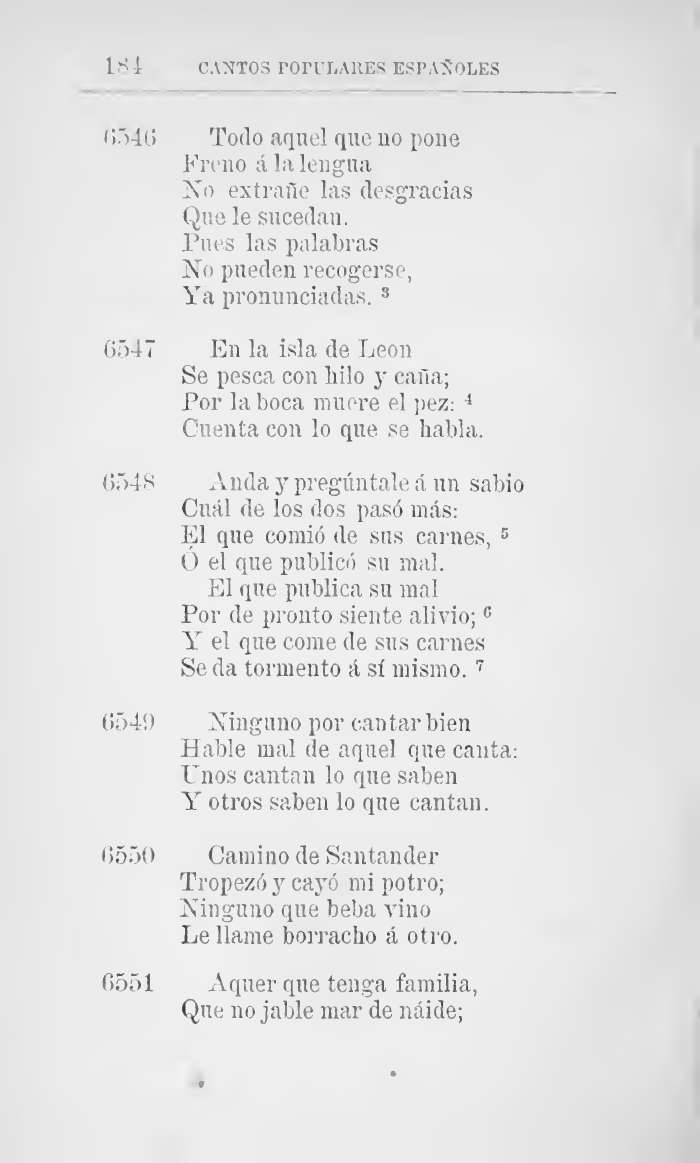 184 CANTOS POPULARES ESPAÑOLES
6546 Todo aquel que no pone
Freno á la lengua
No extrañe las desgracias
Que le sucedan.
Pues las palabras
No pueden recogerse,
Ya pronunciadas. ³
6547 En la isla de Leon
Se pesca con hilo y caña;
Por la boca muere el pez: ⁴
Cuenta con lo que se habla.
6548 Anda y pregúntale á un sabio
Cuál de los dos pasó más:
El que comió de sus carnes, ⁵
Ó el que publicó su mal.
El que publica su mal
Por de pronto siente alivio; ⁶
Y el que come de sus carnes
Se da tormento á sí mismo. ⁷
6549 Ninguno por cantar bien
Hable mal de aquel que canta:
Unos cantan lo que saben
Y otros saben lo que cantan.
6550 Camino de Santander
Tropezó y cayó mi potro;
Ninguno que beba vino
Le llame borracho á otro.
6551 Aquer que tenga familia,
Que no jable mar de náide;